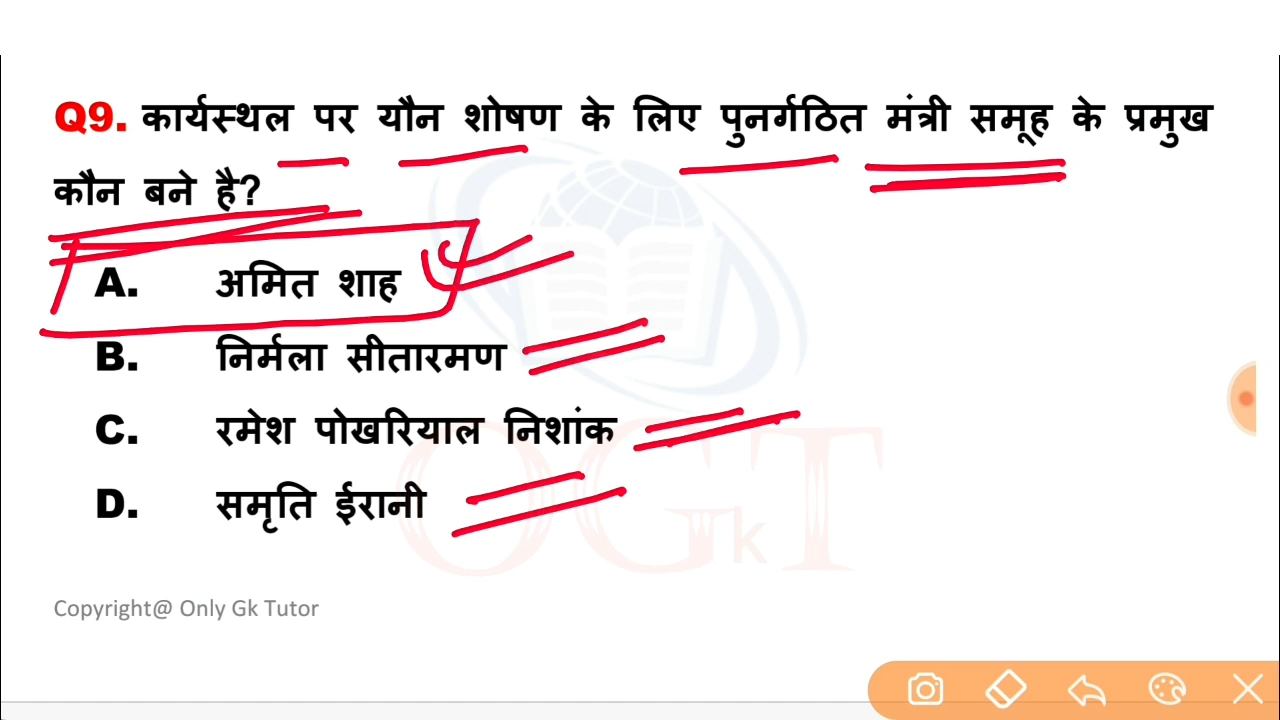 Q9. कार्यस्थल पर यौन शोषण के लिए पुनर्गठित मंत्री समूह के प्रमुख
कौन बने है?
A. अमित शाह
B. निर्मला सीतारमण
C. रमेश पोखरियाल निशांक
D. समृति ईरानी
OGkT
Copyright@ Only Gk Tutor